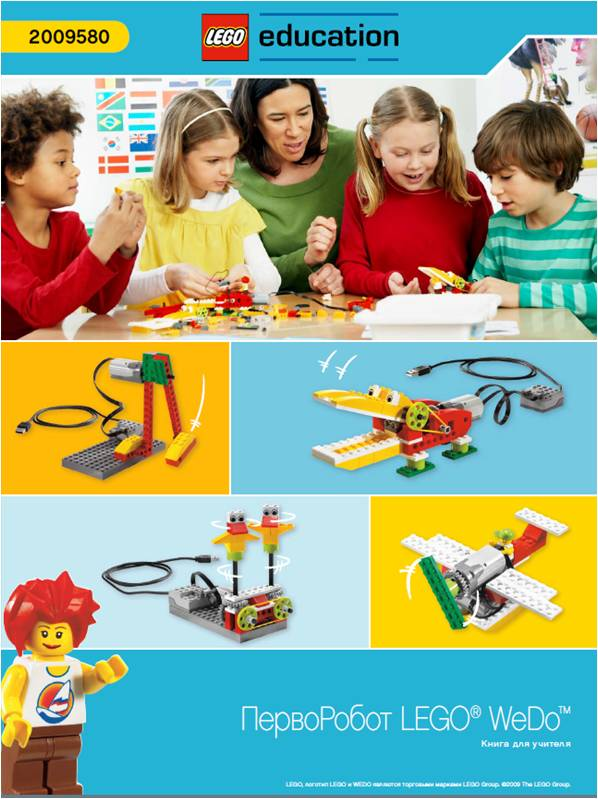 2009580
LEGO education
ПервоРобот LEGO® WeDo™
Книга для учителя
LEGO, логотип LEGO и WEDO являются торговыми марками LEGO Group. ©2009 The LEGO Group.